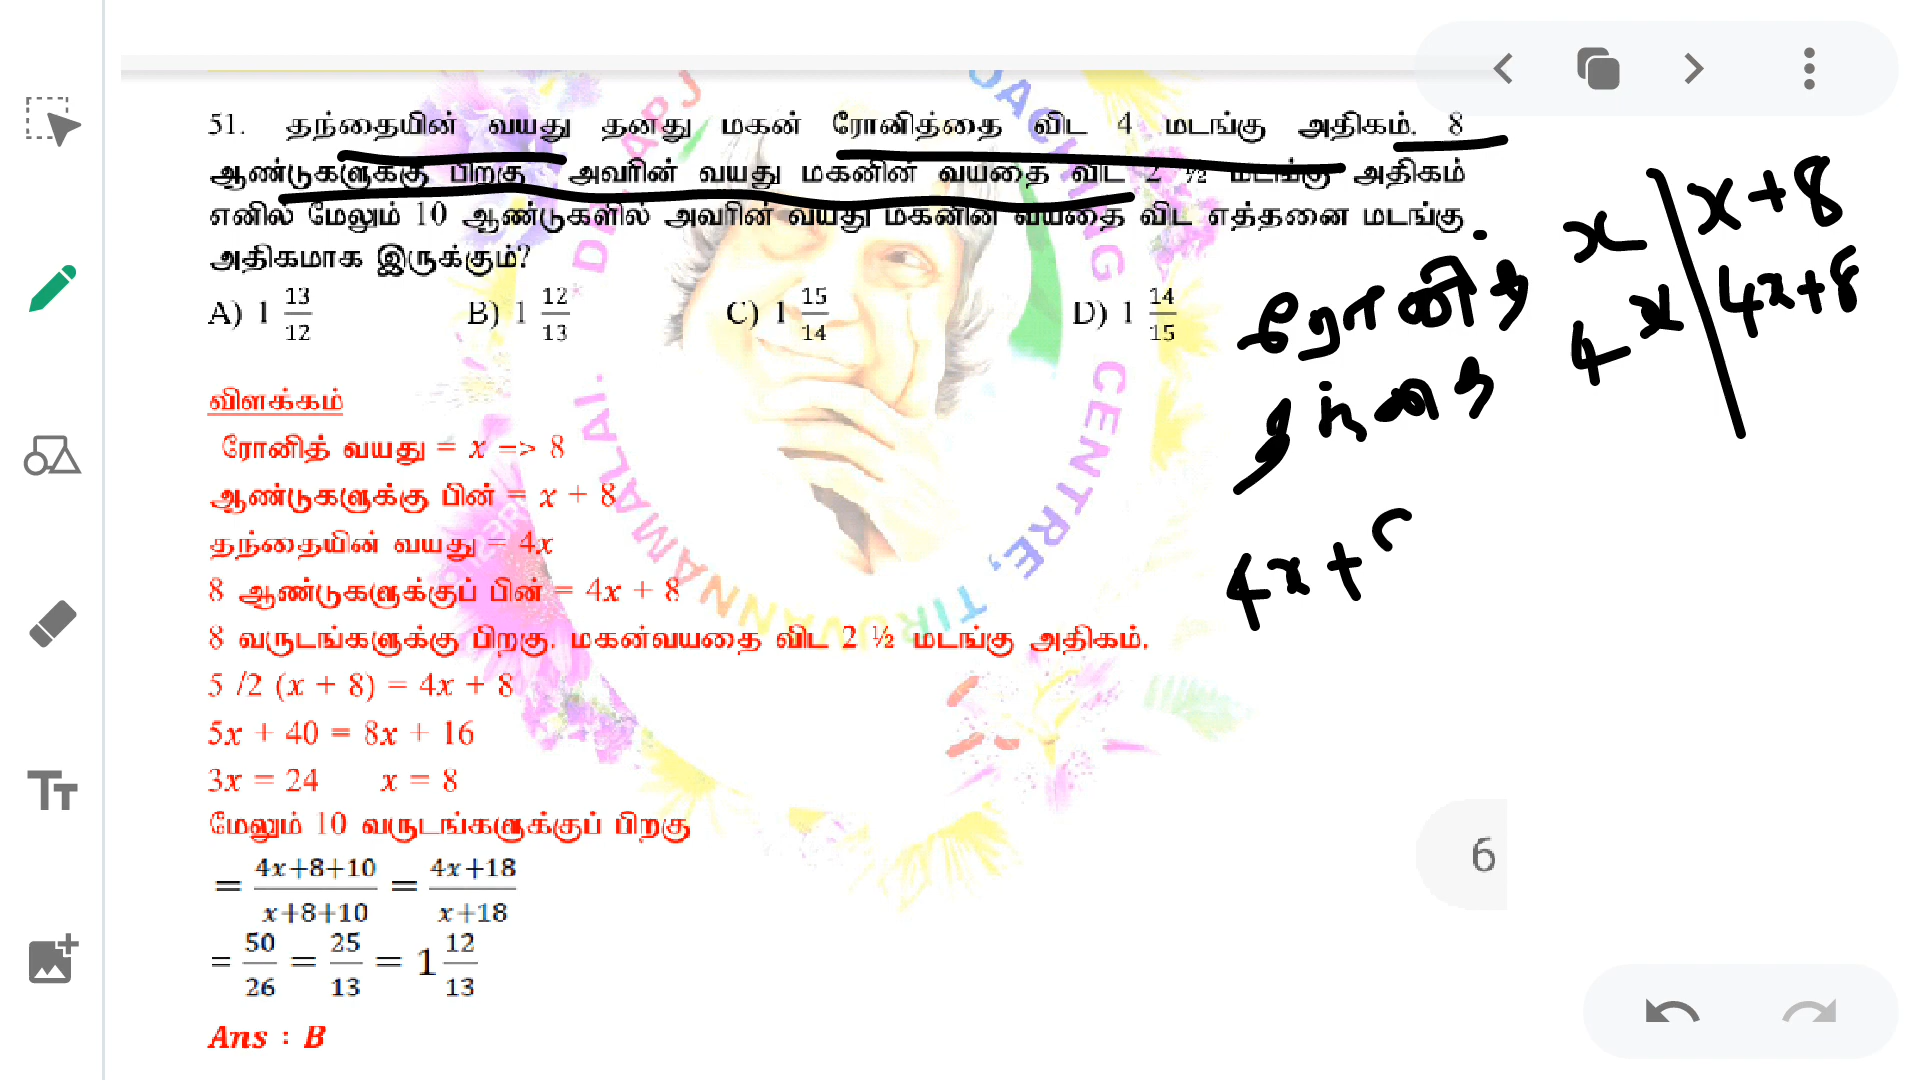 51. தந்தையின் வயது தனது மகன் ரோனித்தை விட 4 மடங்கு அதிகம். 8
ஆண்டுகளுக்கு பிறகு அவரின் வயது மகனின் வயதை விட 2 ½ மடங்கு அதிகம்
எனில் மேலும் 10 ஆண்டுகளில் அவரின் வயது மகனின் வயதை விட எத்தனை மடங்கு
அதிகமாக இருக்கும்?
A) 1 13/12 B) 1 12/13 C) 1 15/14 D) 1 14/15
விளக்கம்
ரோனித் வயது = x => 8
ஆண்டுகளுக்கு பின் = x + 8
தந்தையின் வயது = 4x
8 ஆண்டுகளுக்குப் பின் = 4x + 8
8 வருடங்களுக்கு பிறகு. மகன்வயதை விட 2 ½ மடங்கு அதிகம்.
5 /2 (x + 8) = 4x + 8
5x + 40 = 8x + 16
3x = 24 x = 8
மேலும் 10 வருடங்களுக்குப் பிறகு
= 4x+8+10/x+8+10 = 4x+18/x+18
= 50/26 = 25/13 = 1 12/13
Ans : B
ரோனித் x x+8
4x 4x+8
4x+
6
DR. APJ
COACHING CENTRE, TIRUVANNAMALAI.